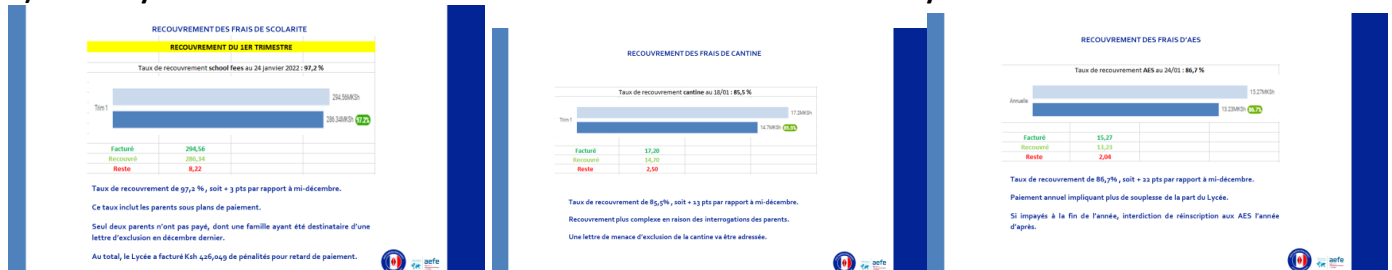 RECOUVREMENT DES FRAIS DE SCOLARITE
RECOUVREMENT DU 1ER TRIMESTRE
Taux de recouvrement school fees au 24 janvier 2022 : 97,2 %
294.56MKSh
Trim 1
286.34MKSh 97.2%
Facturé 294,56
Recouvré 286,34
Reste 8,22
Taux de recouvrement de 97,2 % , soit + 3 pts par rapport à mi-décembre.
Ce taux inclut les parents sous plans de paiement.
Seul deux parents n'ont pas payé, dont une famille ayant été destinataire d'une
lettre d'exclusion en décembre dernier.
Au total, le Lycée a facturé Ksh 426,049 de pénalités pour retard de paiement.
aefe
RECOUVREMENT DES FRAIS DE CANTINE
Taux de recouvrement cantine au 18/01 : 85,5 %
17.2MKSh
Trim 1
14.7MKSh 85.5%
Facturé 17,20
Recouvré 14,70
Reste 2,50
Taux de recouvrement de 85,5% , soit + 13 pts par rapport à mi-décembre.
Recouvrement plus complexe en raison des interrogations des parents.
Une lettre de menace d'exclusion de la cantine va être adressée.
aefe
RECOUVREMENT DES FRAIS D'AES
Taux de recouvrement AES au 24/01 : 86,7 %
15.27MKSh
Annuelle
13.23MKSh 86.7%
Facturé 15,27
Recouvré 13,23
Reste 2,04
Taux de recouvrement de 86,7% , soit + 22 pts par rapport à mi-décembre.
Paiement annuel impliquant plus de souplesse de la part du Lycée.
Si impayés à la fin de l'année, interdiction de réinscription aux AES l'année
d'après.
aefe